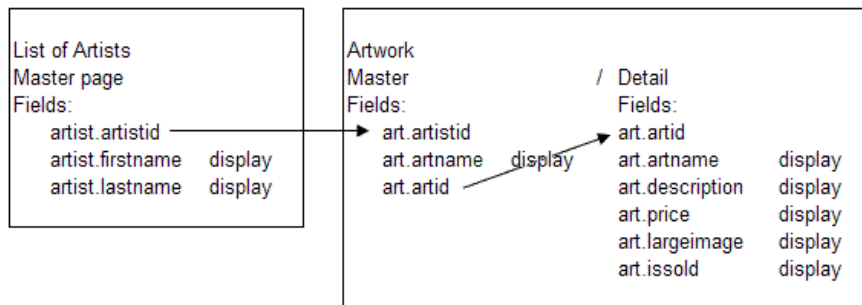 List of Artists
Master page
Fields:
artist.artistid
artist.firstname display
artist.lastname display
Artwork
Master / Detail
Fields: Fields:
art.artistid art.artid
art.artname display art.artname display
art.artid art.description display
art.price display
art.largeimage display
art.issold display